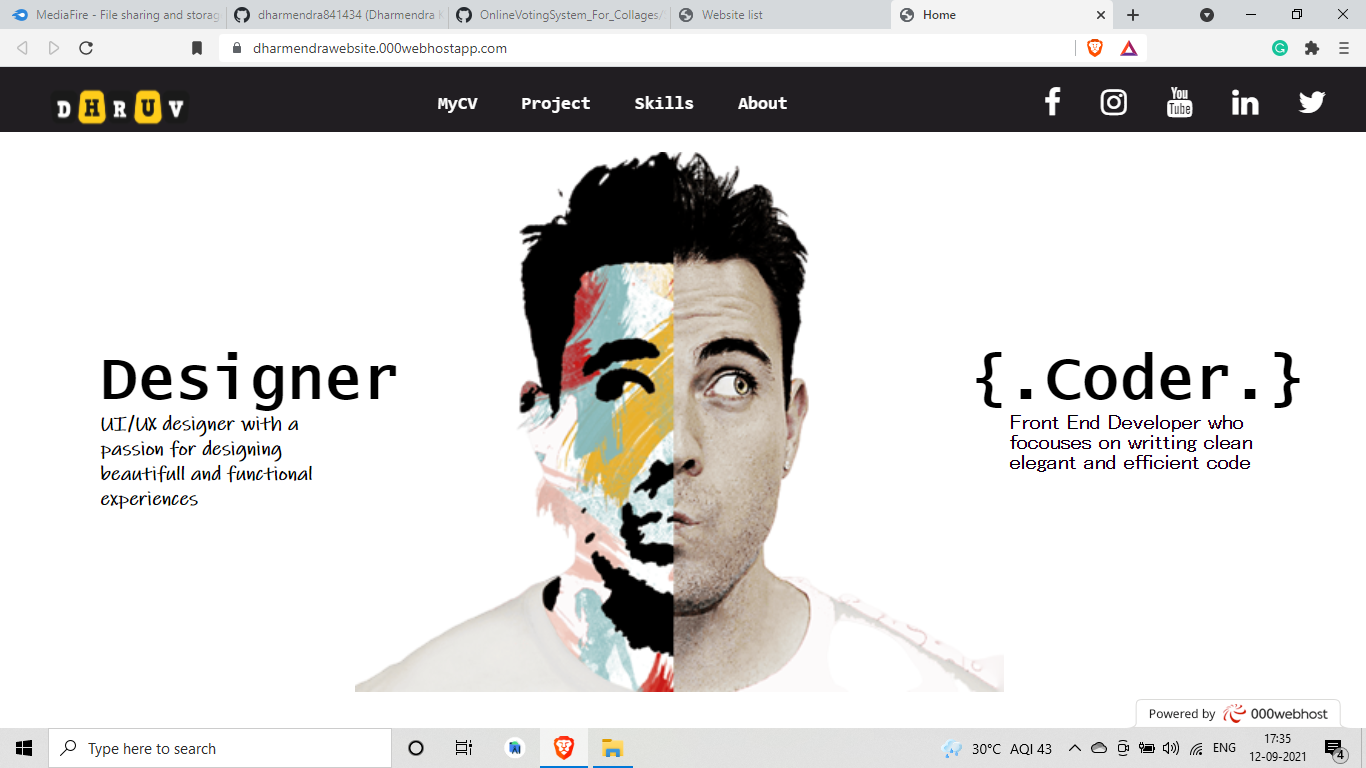 MediaFire - File sharing and storag
dharmendra841434 (Dharmendra K
OnlineVotingSystem_For_Collages/
Website list
Home
dharmendrawebsite.000webhostapp.com
DHRUV
MyCV
Project
Skills
About
You
Tube
in
Designer
UI/UX designer with a
passion for designing
beautifull and functional
experiences
{.Coder.}
Front End Developer who
focouses on writting clean
elegant and efficient code
Powered by 000webhost
Type here to search
30°C AQI 43
ENG
17:35
12-09-2021
4